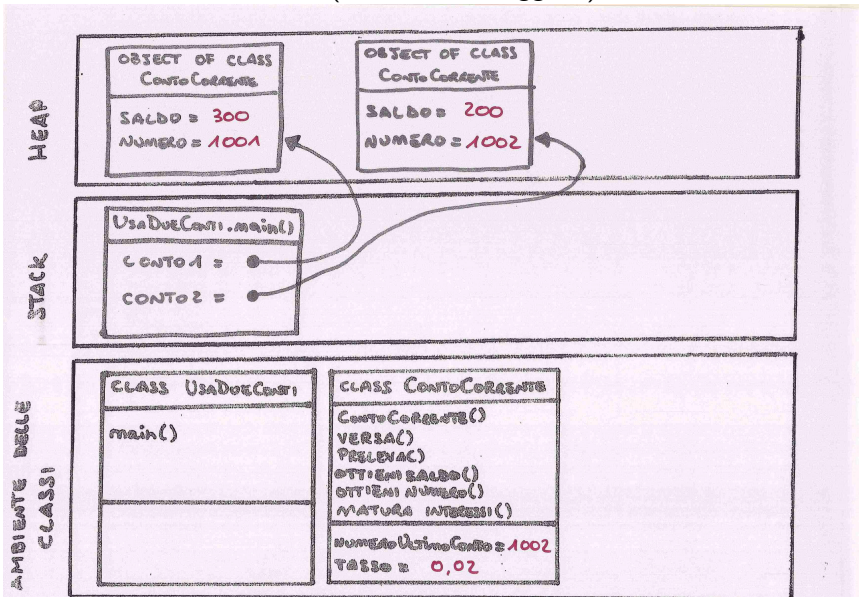 HEAP
OBJECT OF CLASS
ContoCorrente
SALDO = 300
NUMERO = 1001
OBJECT OF CLASS
ContoCorrente
SALDO = 200
NUMERO = 1002
STACK
UsaDueConti.main()
CONTO1 =
CONTO2 =
AMBIENTE DELLE
CLASSI
CLASS UsaDueConti
main()
CLASS ContoCorrente
ContoCorrente()
VERSA()
PRELEVA()
OTTIENI SALDO()
OTTIENI NUMERO()
MATURA INTERESSI()
NUMEROUltimoConto = 1002
TASSO = 0,02